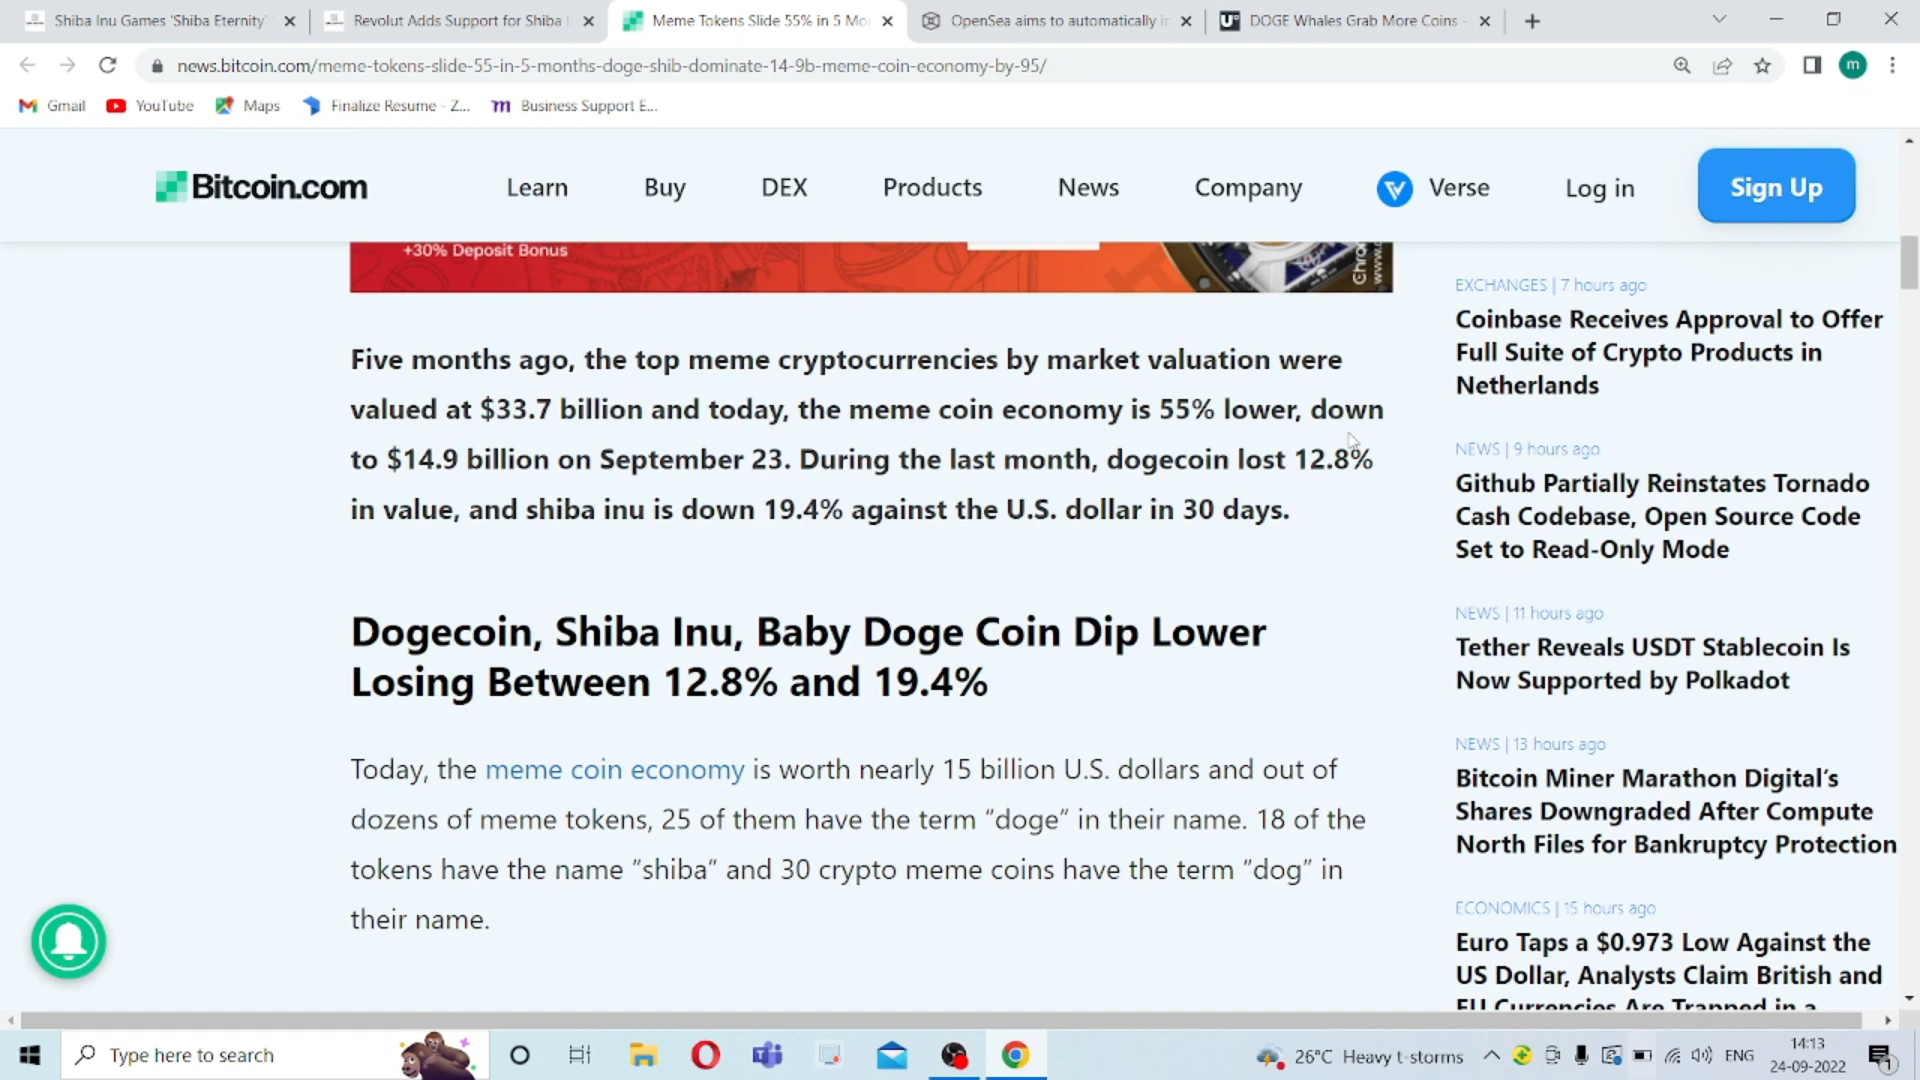 Shiba Inu Games 'Shiba Eternity'
Revolut Adds Support for Shiba
Meme Tokens Slide 55% in 5 Mo
OpenSea aims to automatically
DOGE Whales Grab More Coins -
news.bitcoin.com/meme-tokens-slide-55-in-5-months-doge-shib-dominate-14-9b-meme-coin-economy-by-95/
m
Gmail
YouTube
Maps
Finalize Resume - Z...
Business Support E...
Bitcoin.com
Learn
Buy
DEX
Products
News
Company
Verse
Log in
Sign Up
+30% Deposit Bonus
Five months ago, the top meme cryptocurrencies by market valuation were
valued at $33.7 billion and today, the meme coin economy is 55% lower, down
to $14.9 billion on September 23. During the last month, dogecoin lost 12.8%
in value, and shiba inu is down 19.4% against the U.S. dollar in 30 days.
Dogecoin, Shiba Inu, Baby Doge Coin Dip Lower
Losing Between 12.8% and 19.4%
Today, the meme coin economy is worth nearly 15 billion U.S. dollars and out of
dozens of meme tokens, 25 of them have the term “doge” in their name. 18 of the
tokens have the name “shiba” and 30 crypto meme coins have the term “dog” in
their name.
EXCHANGES | 7 hours ago
Coinbase Receives Approval to Offer
Full Suite of Crypto Products in
Netherlands
NEWS | 9 hours ago
Github Partially Reinstates Tornado
Cash Codebase, Open Source Code
Set to Read-Only Mode
NEWS | 11 hours ago
Tether Reveals USDT Stablecoin Is
Now Supported by Polkadot
NEWS | 13 hours ago
Bitcoin Miner Marathon Digital’s
Shares Downgraded After Compute
North Files for Bankruptcy Protection
ECONOMICS | 15 hours ago
Euro Taps a $0.973 Low Against the
US Dollar, Analysts Claim British and
EU Currencies Are Trapped in a
Type here to search
26°C Heavy t-storms
ENG
14:13
24-09-2022
1